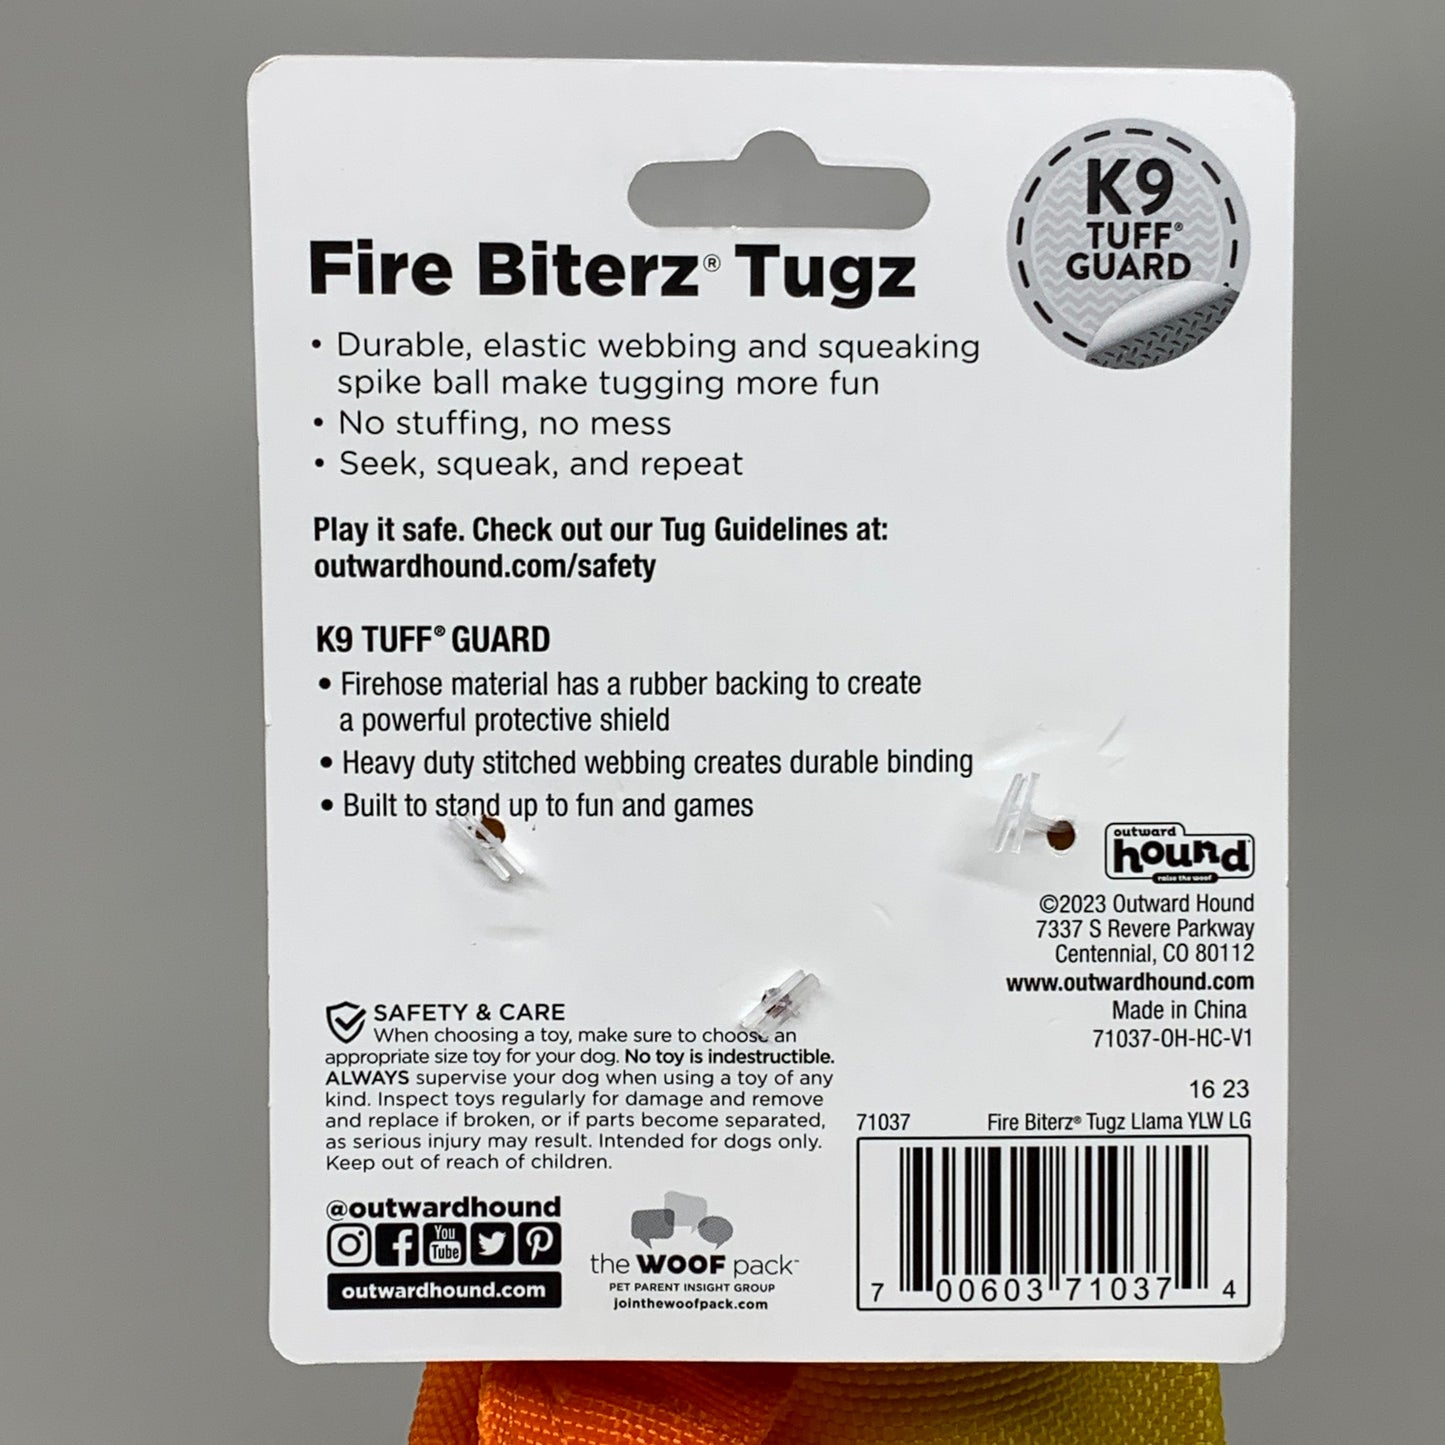 K9
TUFF®
GUARD
Fire Biterz® Tugz
• Durable, elastic webbing and squeaking
spike ball make tugging more fun
• No stuffing, no mess
• Seek, squeak, and repeat
Play it safe. Check out our Tug Guidelines at:
outwardhound.com/safety
K9 TUFF® GUARD
• Firehose material has a rubber backing to create
a powerful protective shield
• Heavy duty stitched webbing creates durable binding
• Built to stand up to fun and games
outward
hound
raise the woof
©2023 Outward Hound
7337 S Revere Parkway
Centennial, CO 80112
www.outwardhound.com
Made in China
71037-OH-HC-V1
SAFETY & CARE
When choosing a toy, make sure to choose an
appropriate size toy for your dog. No toy is indestructible.
ALWAYS supervise your dog when using a toy of any
kind. Inspect toys regularly for damage and remove
and replace if broken, or if parts become separated,
as serious injury may result. Intended for dogs only.
Keep out of reach of children.
16 23
71037 Fire Biterz® Tugz Llama YLW LG
7 00603 71037 4
@outwardhound
You
Tube
outwardhound.com
the WOOF pack™
PET PARENT INSIGHT GROUP
jointhewoofpack.com